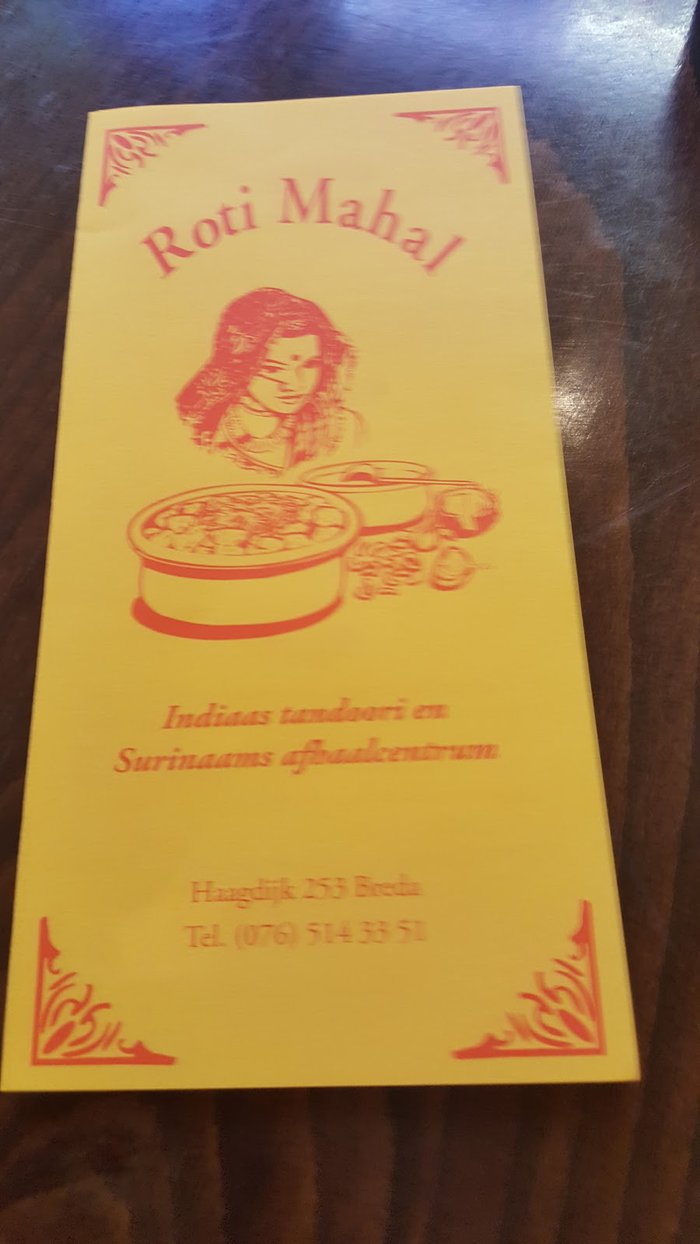 Roti Mahal
Indiaas tandoori en
Surinaams afhaalcentrum
Haagdijk 253 Breda
Tel. (076) 514 33 51